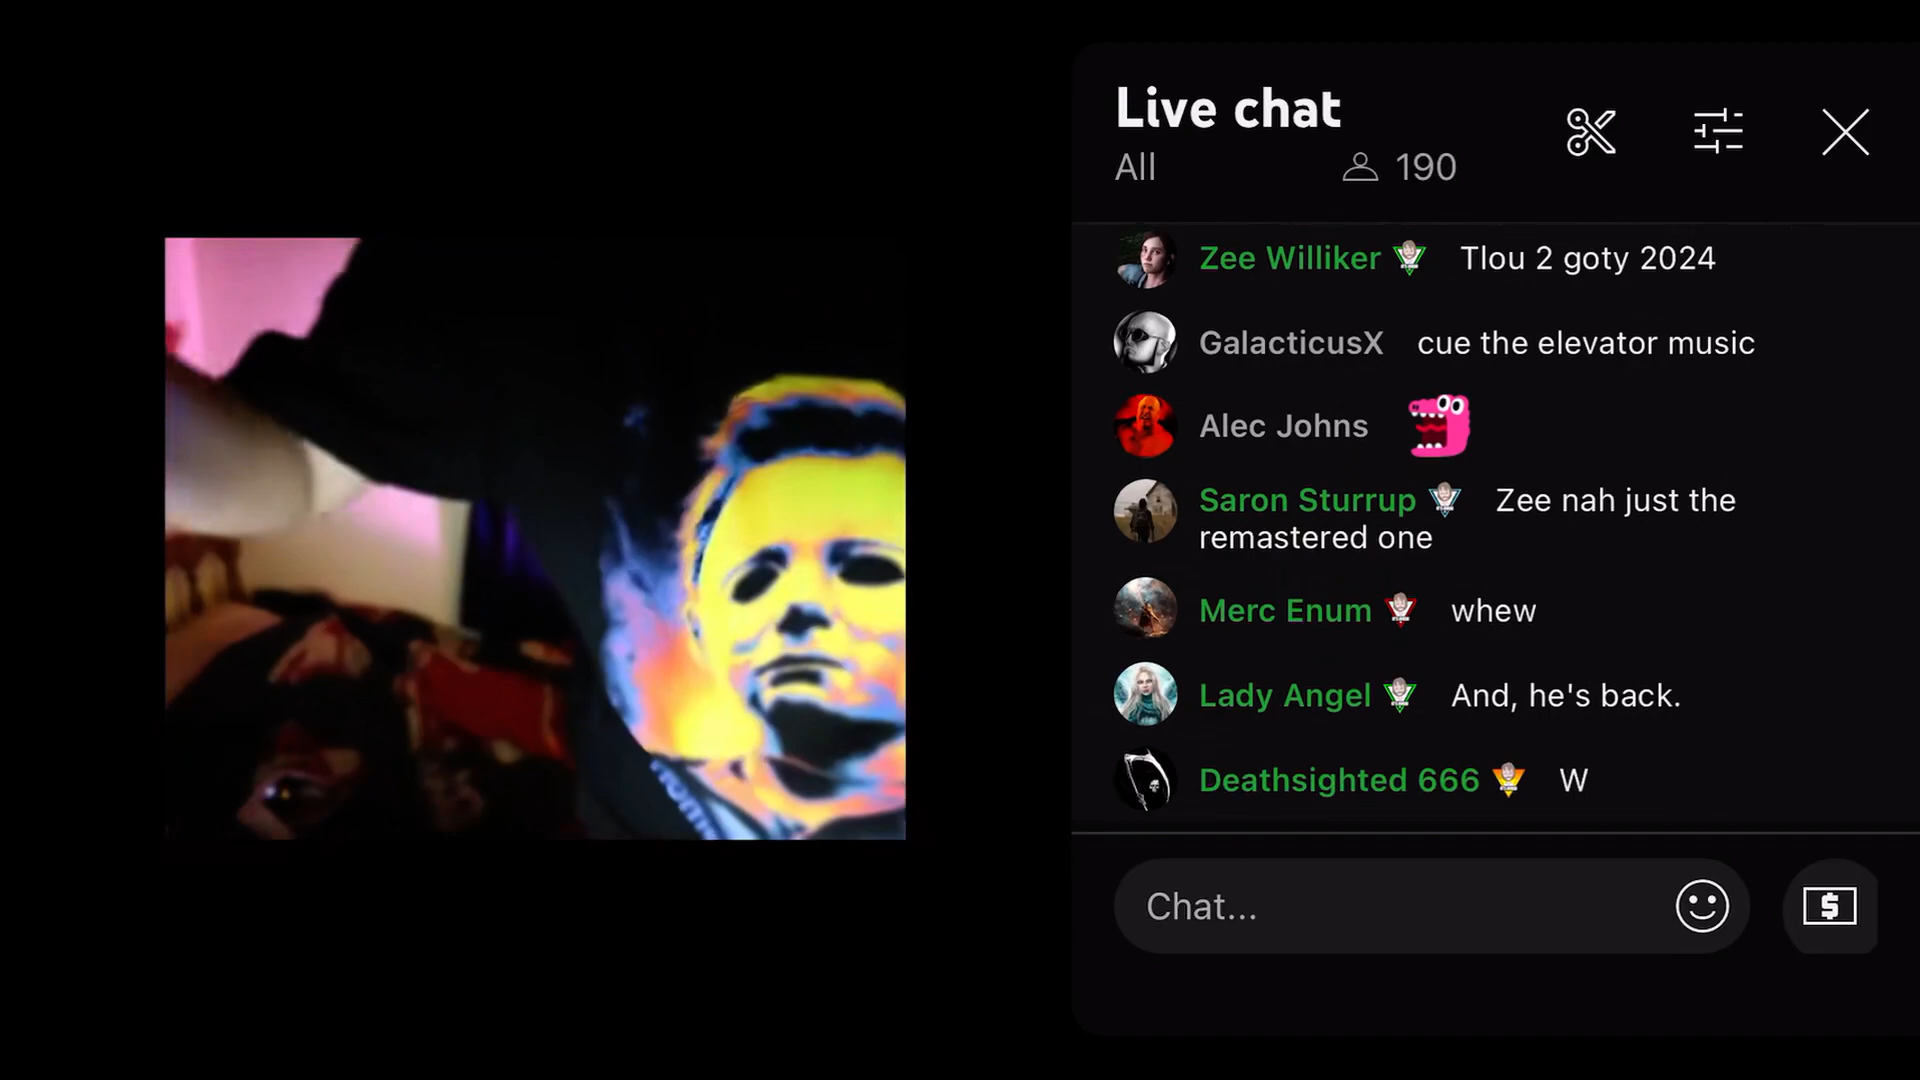 Live chat
All 190
Zee Williker Tlou 2 goty 2024
GalacticusX cue the elevator music
Alec Johns
Saron Sturrup Zee nah just the
remastered one
Merc Enum whew
Lady Angel And, he's back.
Deathsighted 666 W
Chat...
$